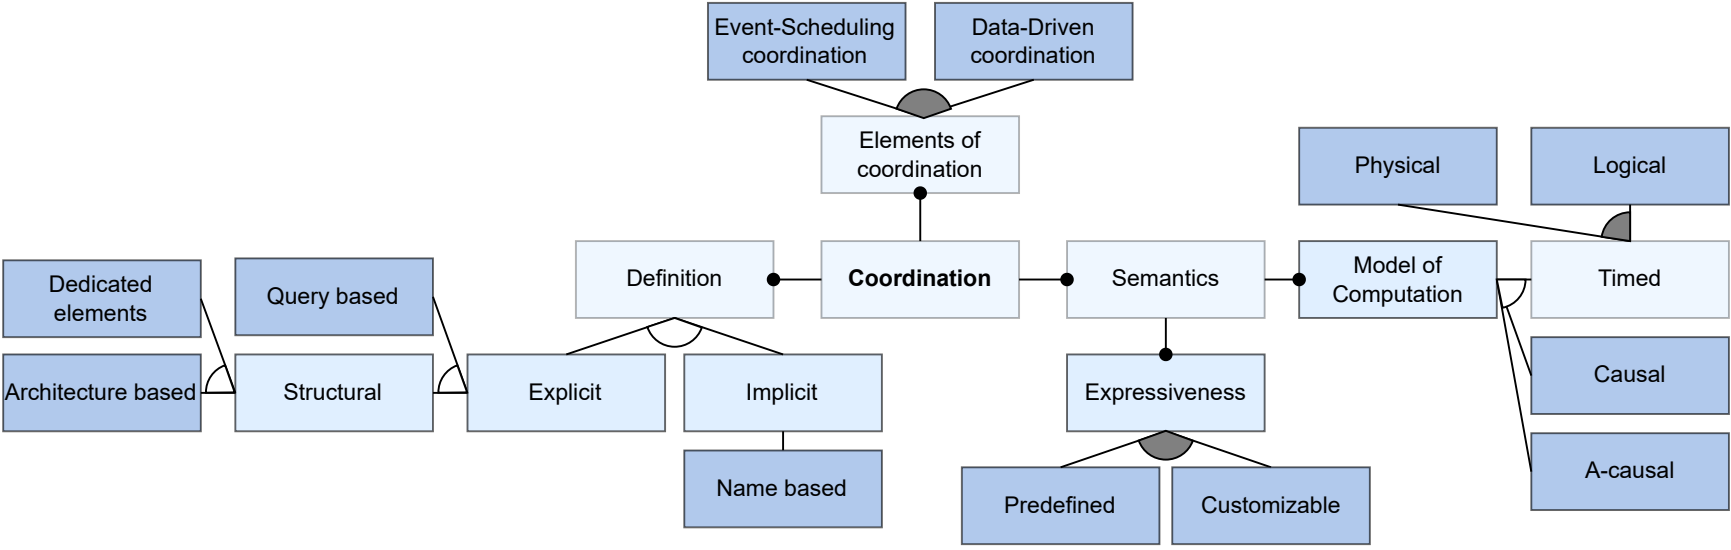 Event-Scheduling
coordination
Data-Driven
coordination
Elements of
coordination
Physical
Logical
Dedicated
elements
Query based
Definition
Coordination
Semantics
Model of
Computation
Timed
Architecture based
Structural
Explicit
Implicit
Expressiveness
Causal
Name based
Predefined
Customizable
A-causal